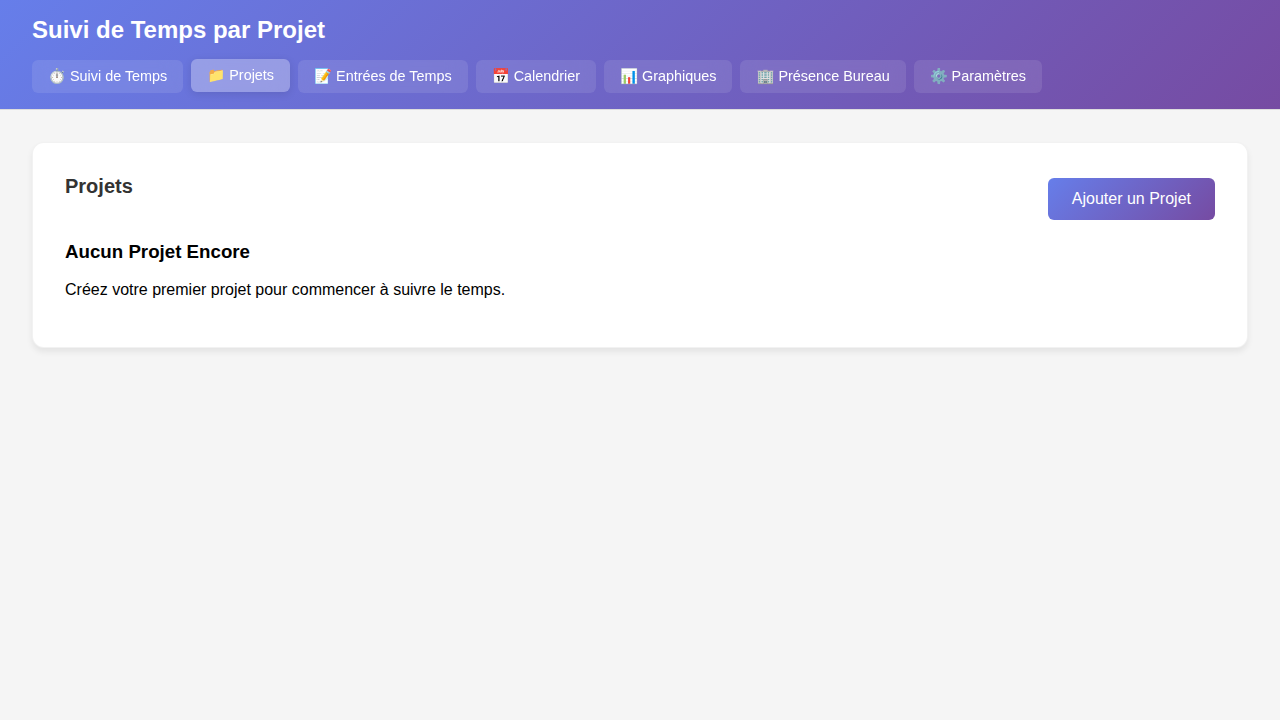 Suivi de Temps par Projet
⏱️ Suivi de Temps
📁 Projets
📝 Entrées de Temps
📅 Calendrier
📊 Graphiques
🏢 Présence Bureau
⚙️ Paramètres
Projets
Ajouter un Projet
Aucun Projet Encore
Créez votre premier projet pour commencer à suivre le temps.